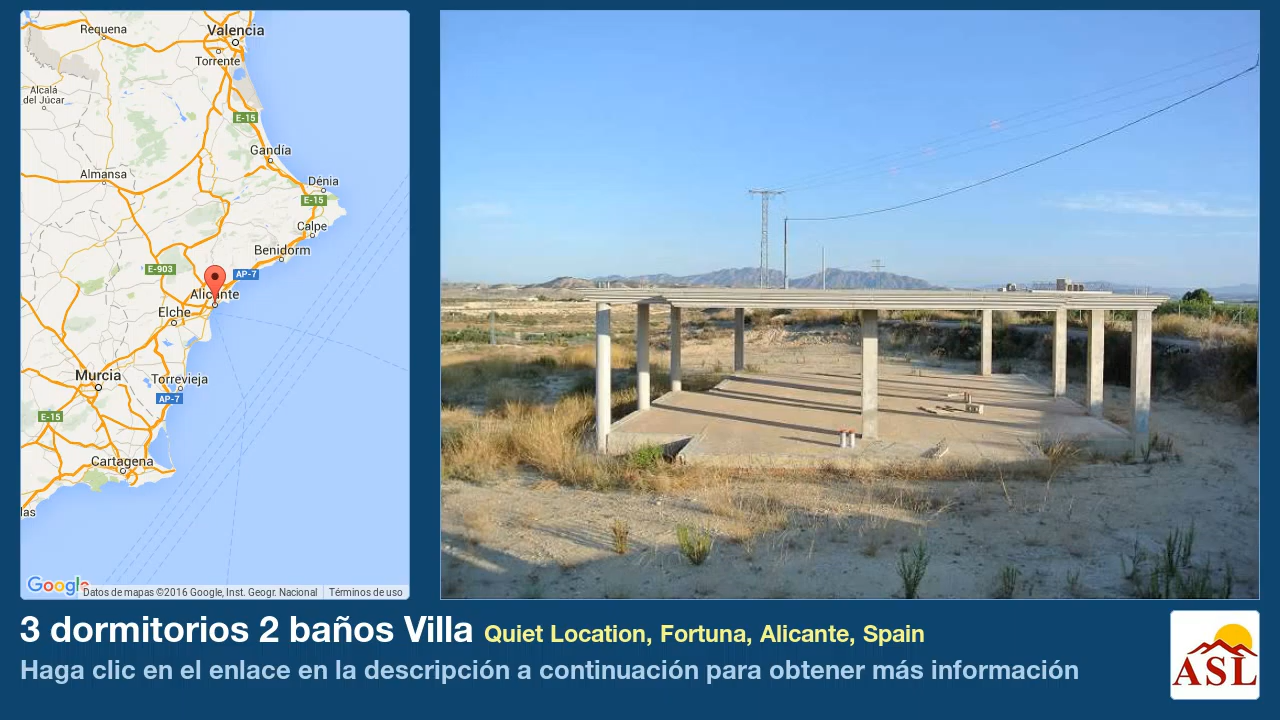 Requena
Valencia
Torrente
Alcalá
del Júcar
E-15
Gandía
Almansa
Dénia
E-15
Calpe
Benidorm
E-903
AP-7
Alicante
Elche
Murcia
Torrevieja
AP-7
E-15
Cartagena
las
Google
Datos de mapas ©2016 Google, Inst. Geogr. Nacional
Términos de uso
3 dormitorios 2 baños Villa Quiet Location, Fortuna, Alicante, Spain
Haga clic en el enlace en la descripción a continuación para obtener más información
ASL